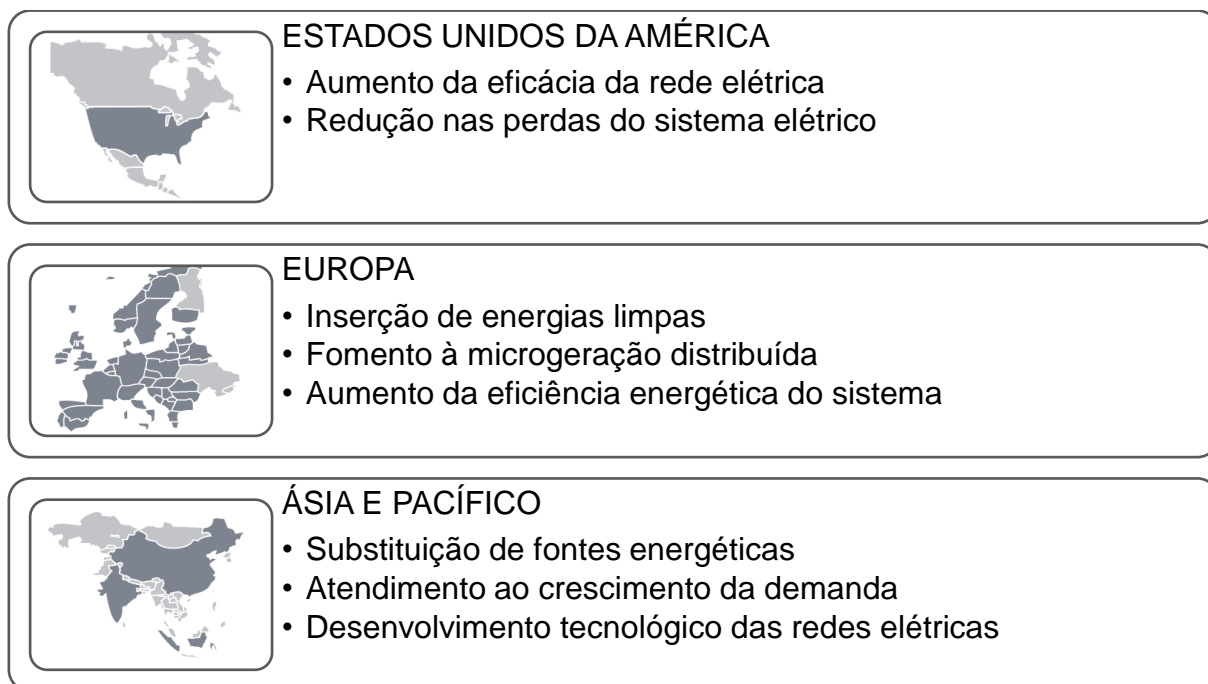 ESTADOS UNIDOS DA AMÉRICA
• Aumento da eficácia da rede elétrica
• Redução nas perdas do sistema elétrico
EUROPA
• Inserção de energias limpas
• Fomento à microgeração distribuída
• Aumento da eficiência energética do sistema
ÁSIA E PACÍFICO
• Substituição de fontes energéticas
• Atendimento ao crescimento da demanda
• Desenvolvimento tecnológico das redes elétricas